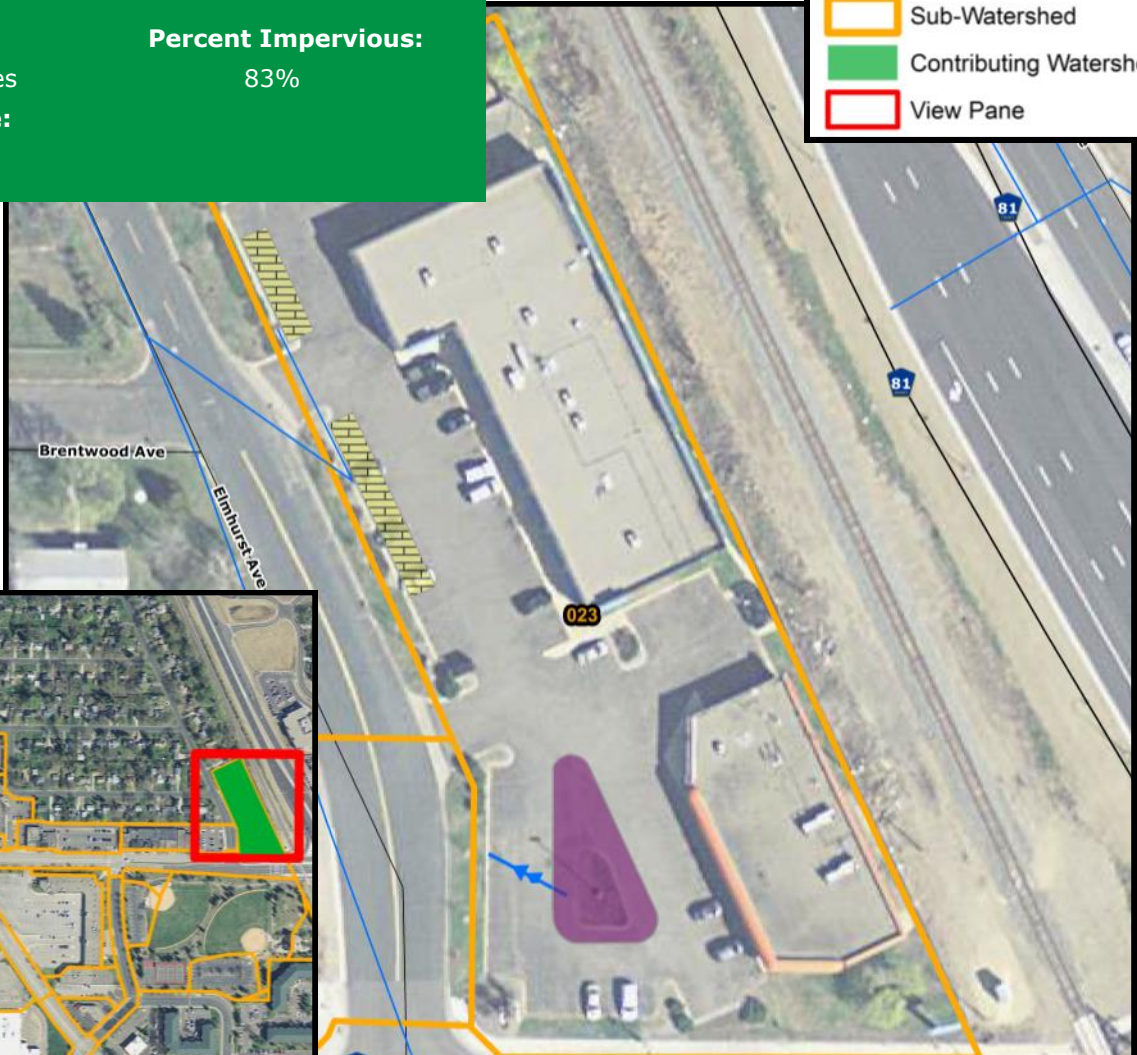 Percent Impervious:
es
83%
e:
Sub-Watershed
Contributing Watershe
View Pane
81
81
Brentwood Ave
Elmhurst Ave
023